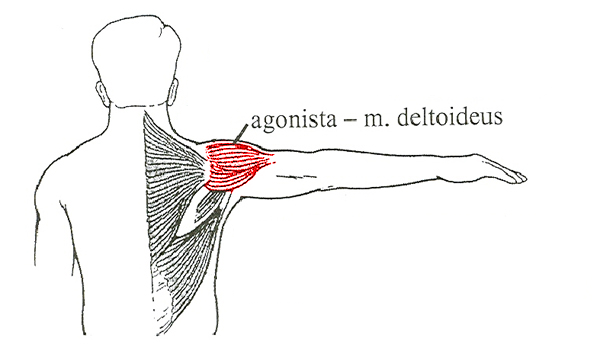 agonista – m. deltoideus